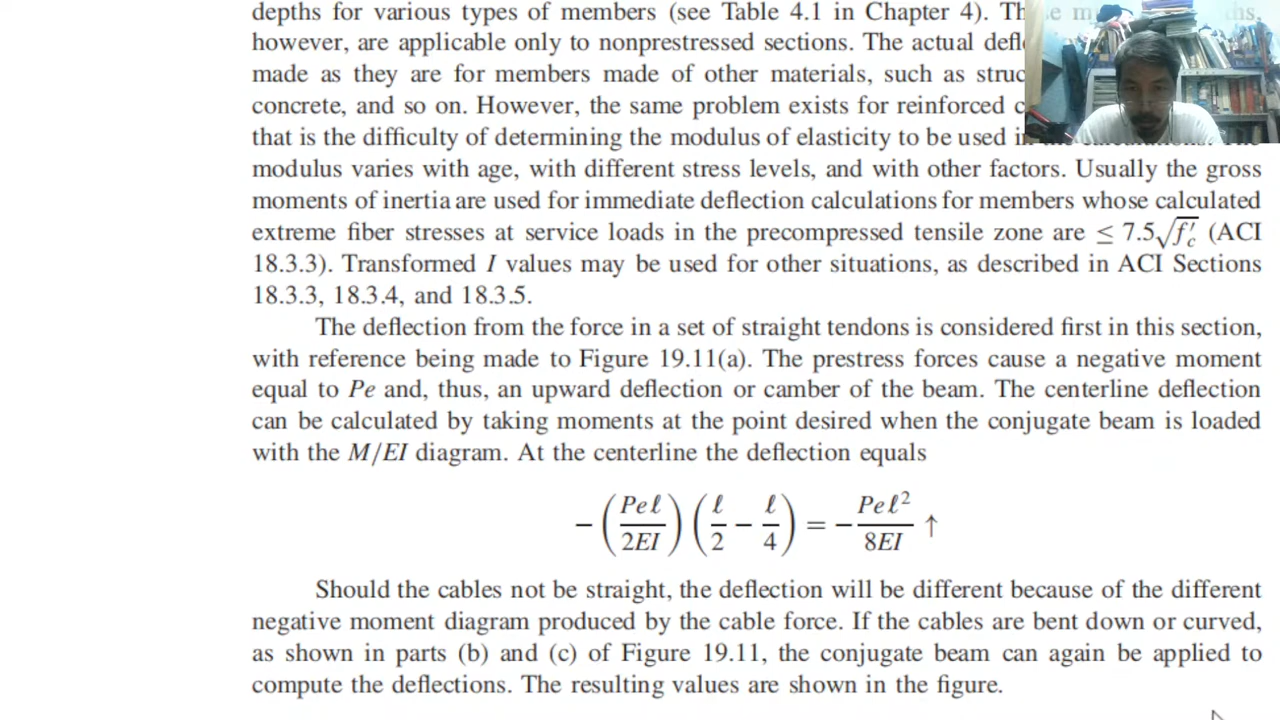 depths for various types of members (see Table 4.1 in Chapter 4).
however, are applicable only to nonprestressed sections. The actual
made as they are for members made of other materials, such as
concrete, and so on. However, the same problem exists for reinforced
that is the difficulty of determining the modulus of elasticity to be used
modulus varies with age, with different stress levels, and with other factors. Usually the gross
moments of inertia are used for immediate deflection calculations for members whose calculated
extreme fiber stresses at service loads in the precompressed tensile zone are ≤ 7.5√f′c (ACI
18.3.3). Transformed I values may be used for other situations, as described in ACI Sections
18.3.3, 18.3.4, and 18.3.5.
The deflection from the force in a set of straight tendons is considered first in this section,
with reference being made to Figure 19.11(a). The prestress forces cause a negative moment
equal to Pe and, thus, an upward deflection or camber of the beam. The centerline deflection
can be calculated by taking moments at the point desired when the conjugate beam is loaded
with the M/EI diagram. At the centerline the deflection equals
−(Peℓ/2EI)(ℓ/2 − ℓ/4) = −Peℓ²/8EI ↑
Should the cables not be straight, the deflection will be different because of the different
negative moment diagram produced by the cable force. If the cables are bent down or curved,
as shown in parts (b) and (c) of Figure 19.11, the conjugate beam can again be applied to
compute the deflections. The resulting values are shown in the figure.